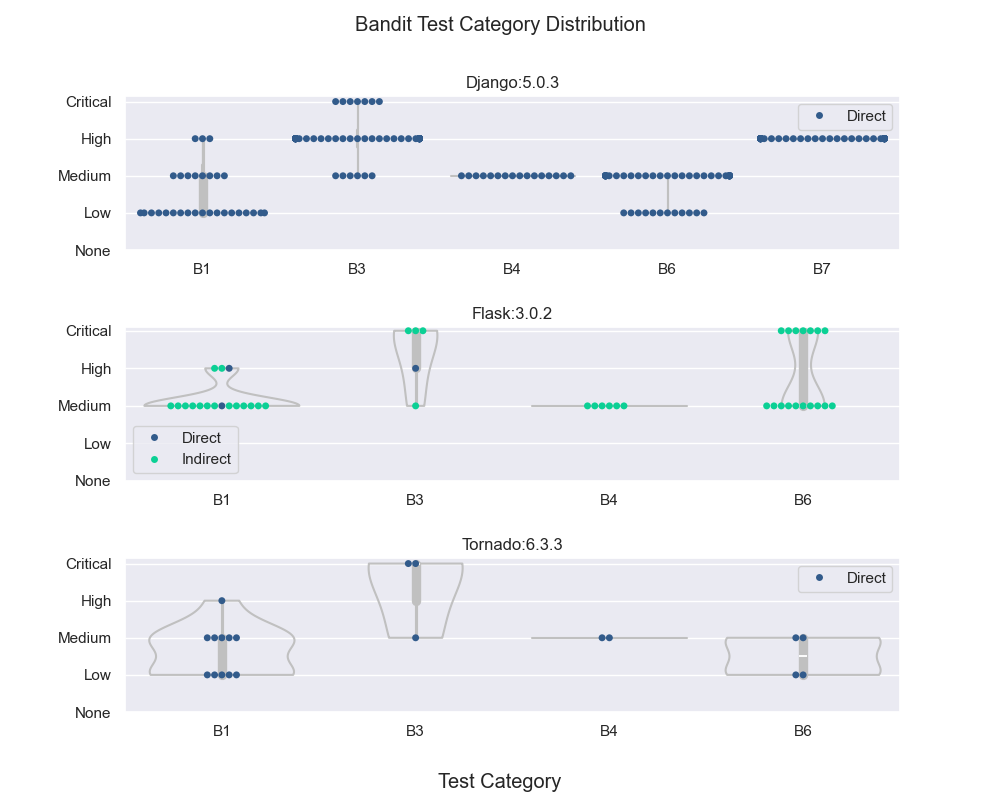 Bandit Test Category Distribution
Django:5.0.3
Critical
High
Medium
Low
None
Direct
B1 B3 B4 B6 B7
Flask:3.0.2
Critical
High
Medium
Low
None
Direct
Indirect
B1 B3 B4 B6
Tornado:6.3.3
Critical
High
Medium
Low
None
Direct
B1 B3 B4 B6
Test Category